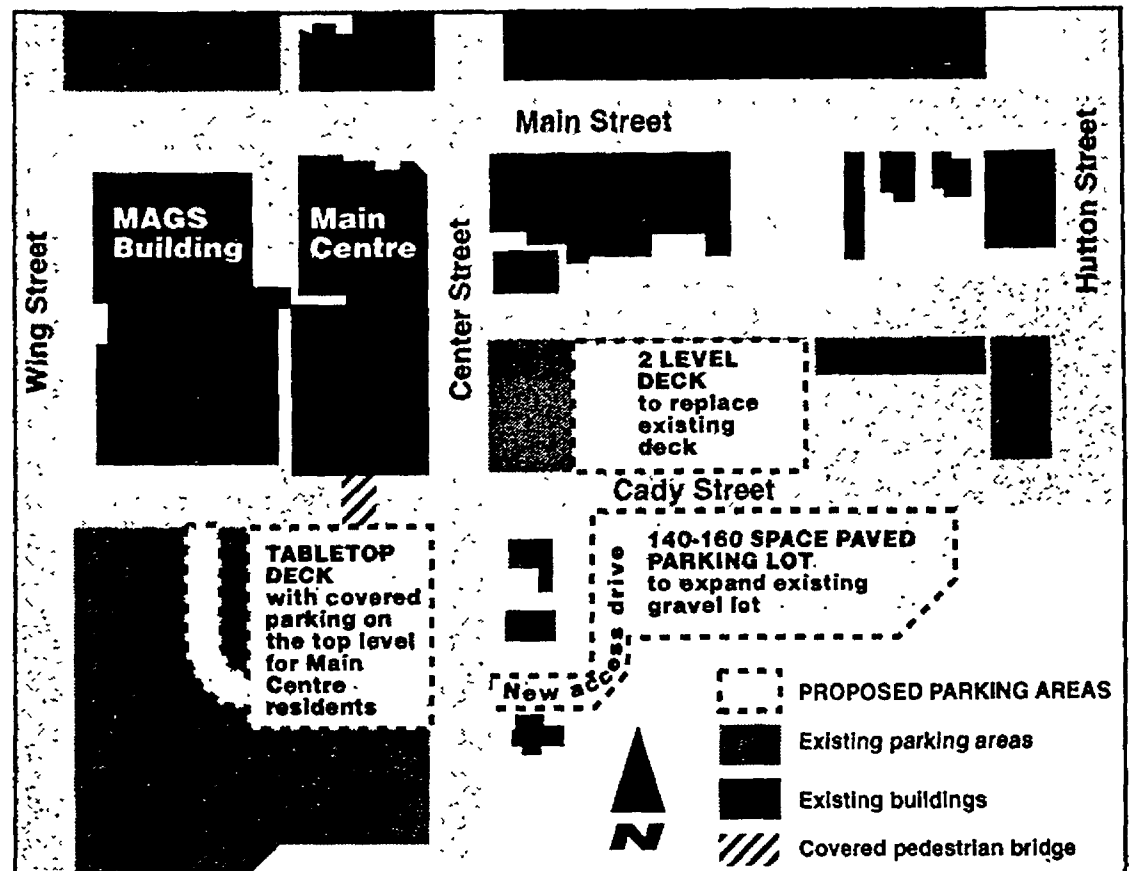 Main Street
MAGS
Building
Main
Centre
Wing Street
Center Street
Hutton Street
2 LEVEL
DECK
to replace
existing
deck
Cady Street
TABLETOP
DECK
with covered
parking on
the top level
for Main
Centre
residents
140-160 SPACE PAVED
PARKING LOT
to expand existing
gravel lot
New access drive
PROPOSED PARKING AREAS
Existing parking areas
Existing buildings
Covered pedestrian bridge
N